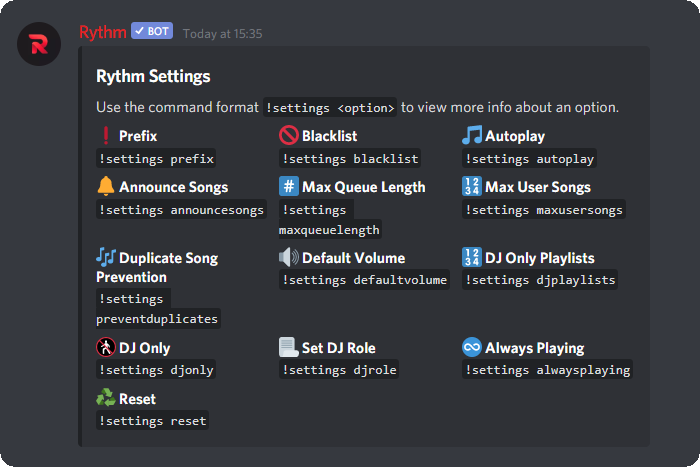 Rythm BOT Today at 15:35
Rythm Settings
Use the command format !settings <option> to view more info about an option.
Prefix Blacklist Autoplay
!settings prefix !settings blacklist !settings autoplay
Announce Songs # Max Queue Length 1234 Max User Songs
!settings announcesongs !settings maxqueuelength !settings maxusersongs
Duplicate Song Prevention Default Volume 1234 DJ Only Playlists
!settings preventduplicates !settings defaultvolume !settings djplaylists
DJ Only Set DJ Role Always Playing
!settings djonly !settings djrole !settings alwaysplaying
Reset
!settings reset